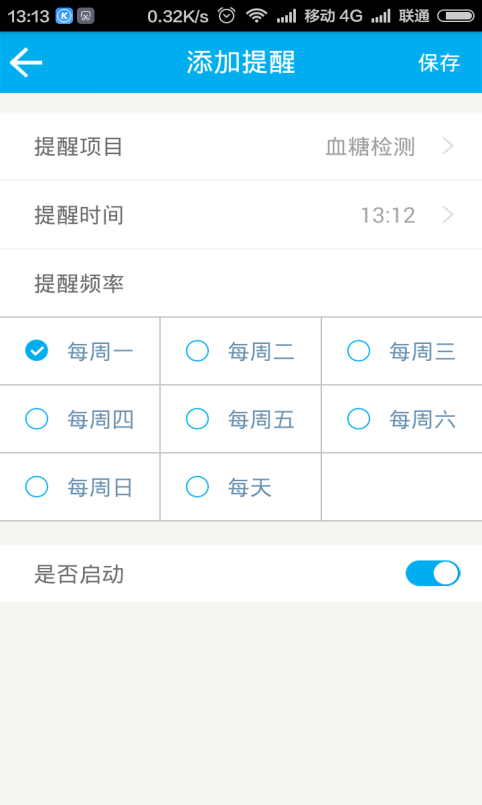 13:13 0.32K/s 移动 4G 联通
添加提醒 保存
提醒项目 血糖检测
提醒时间 13:12
提醒频率
每周一 每周二 每周三
每周四 每周五 每周六
每周日 每天
是否启动